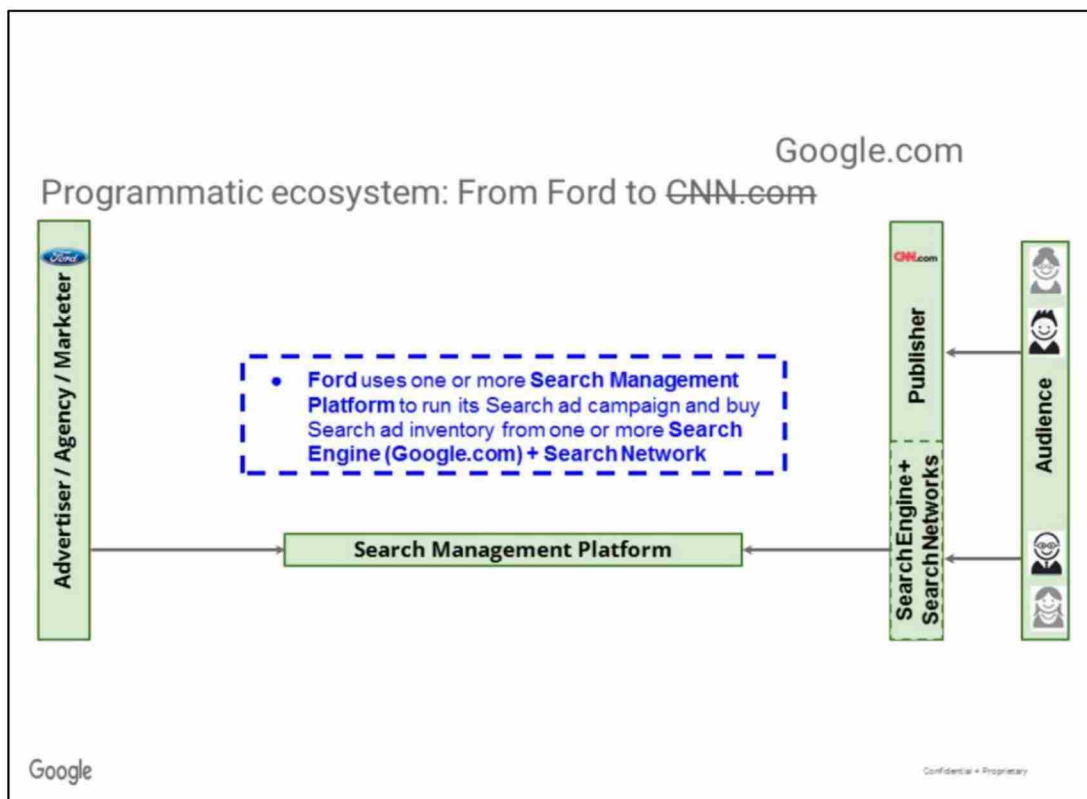 Google.com
Programmatic ecosystem: From Ford to CNN.com
Ford
Advertiser / Agency / Marketer
● Ford uses one or more Search Management
Platform to run its Search ad campaign and buy
Search ad inventory from one or more Search
Engine (Google.com) + Search Network
Search Management Platform
CNN.com
Publisher
Search Engine +
Search Networks
Audience
Google
Confidential + Proprietary